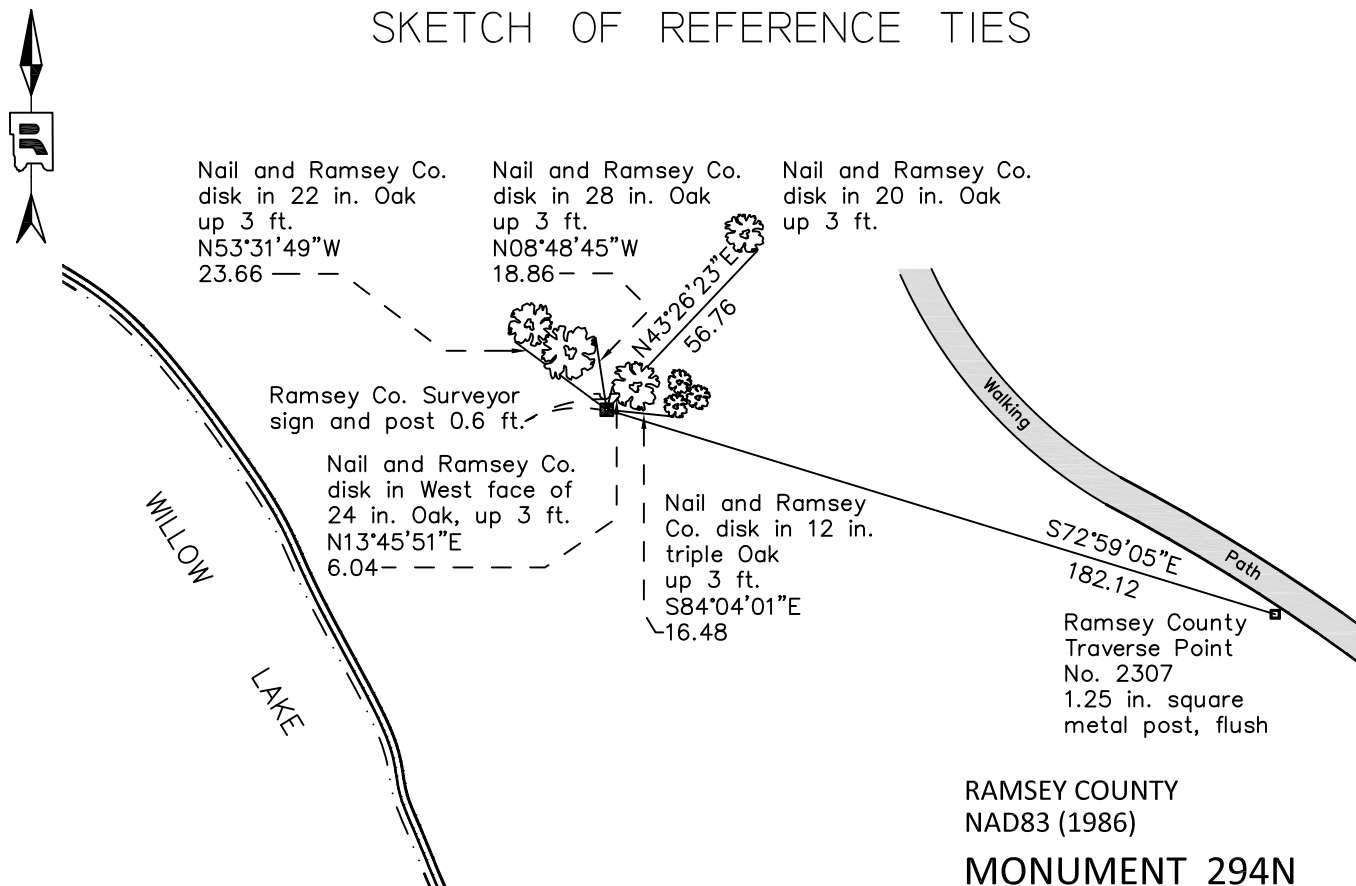 SKETCH OF REFERENCE TIES
Nail and Ramsey Co.
disk in 22 in. Oak
up 3 ft.
N53°31'49"W
23.66
Nail and Ramsey Co.
disk in 28 in. Oak
up 3 ft.
N08°48'45"W
18.86
Nail and Ramsey Co.
disk in 20 in. Oak
up 3 ft.
N43°26'23"E
56.76
Ramsey Co. Surveyor
sign and post 0.6 ft.
Nail and Ramsey Co.
disk in West face of
24 in. Oak, up 3 ft.
N13°45'51"E
6.04
Nail and Ramsey
Co. disk in 12 in.
triple Oak
up 3 ft.
S84°04'01"E
16.48
Walking
Path
S72°59'05"E
182.12
Ramsey County
Traverse Point
No. 2307
1.25 in. square
metal post, flush
WILLOW
LAKE
RAMSEY COUNTY
NAD83 (1986)
MONUMENT 294N